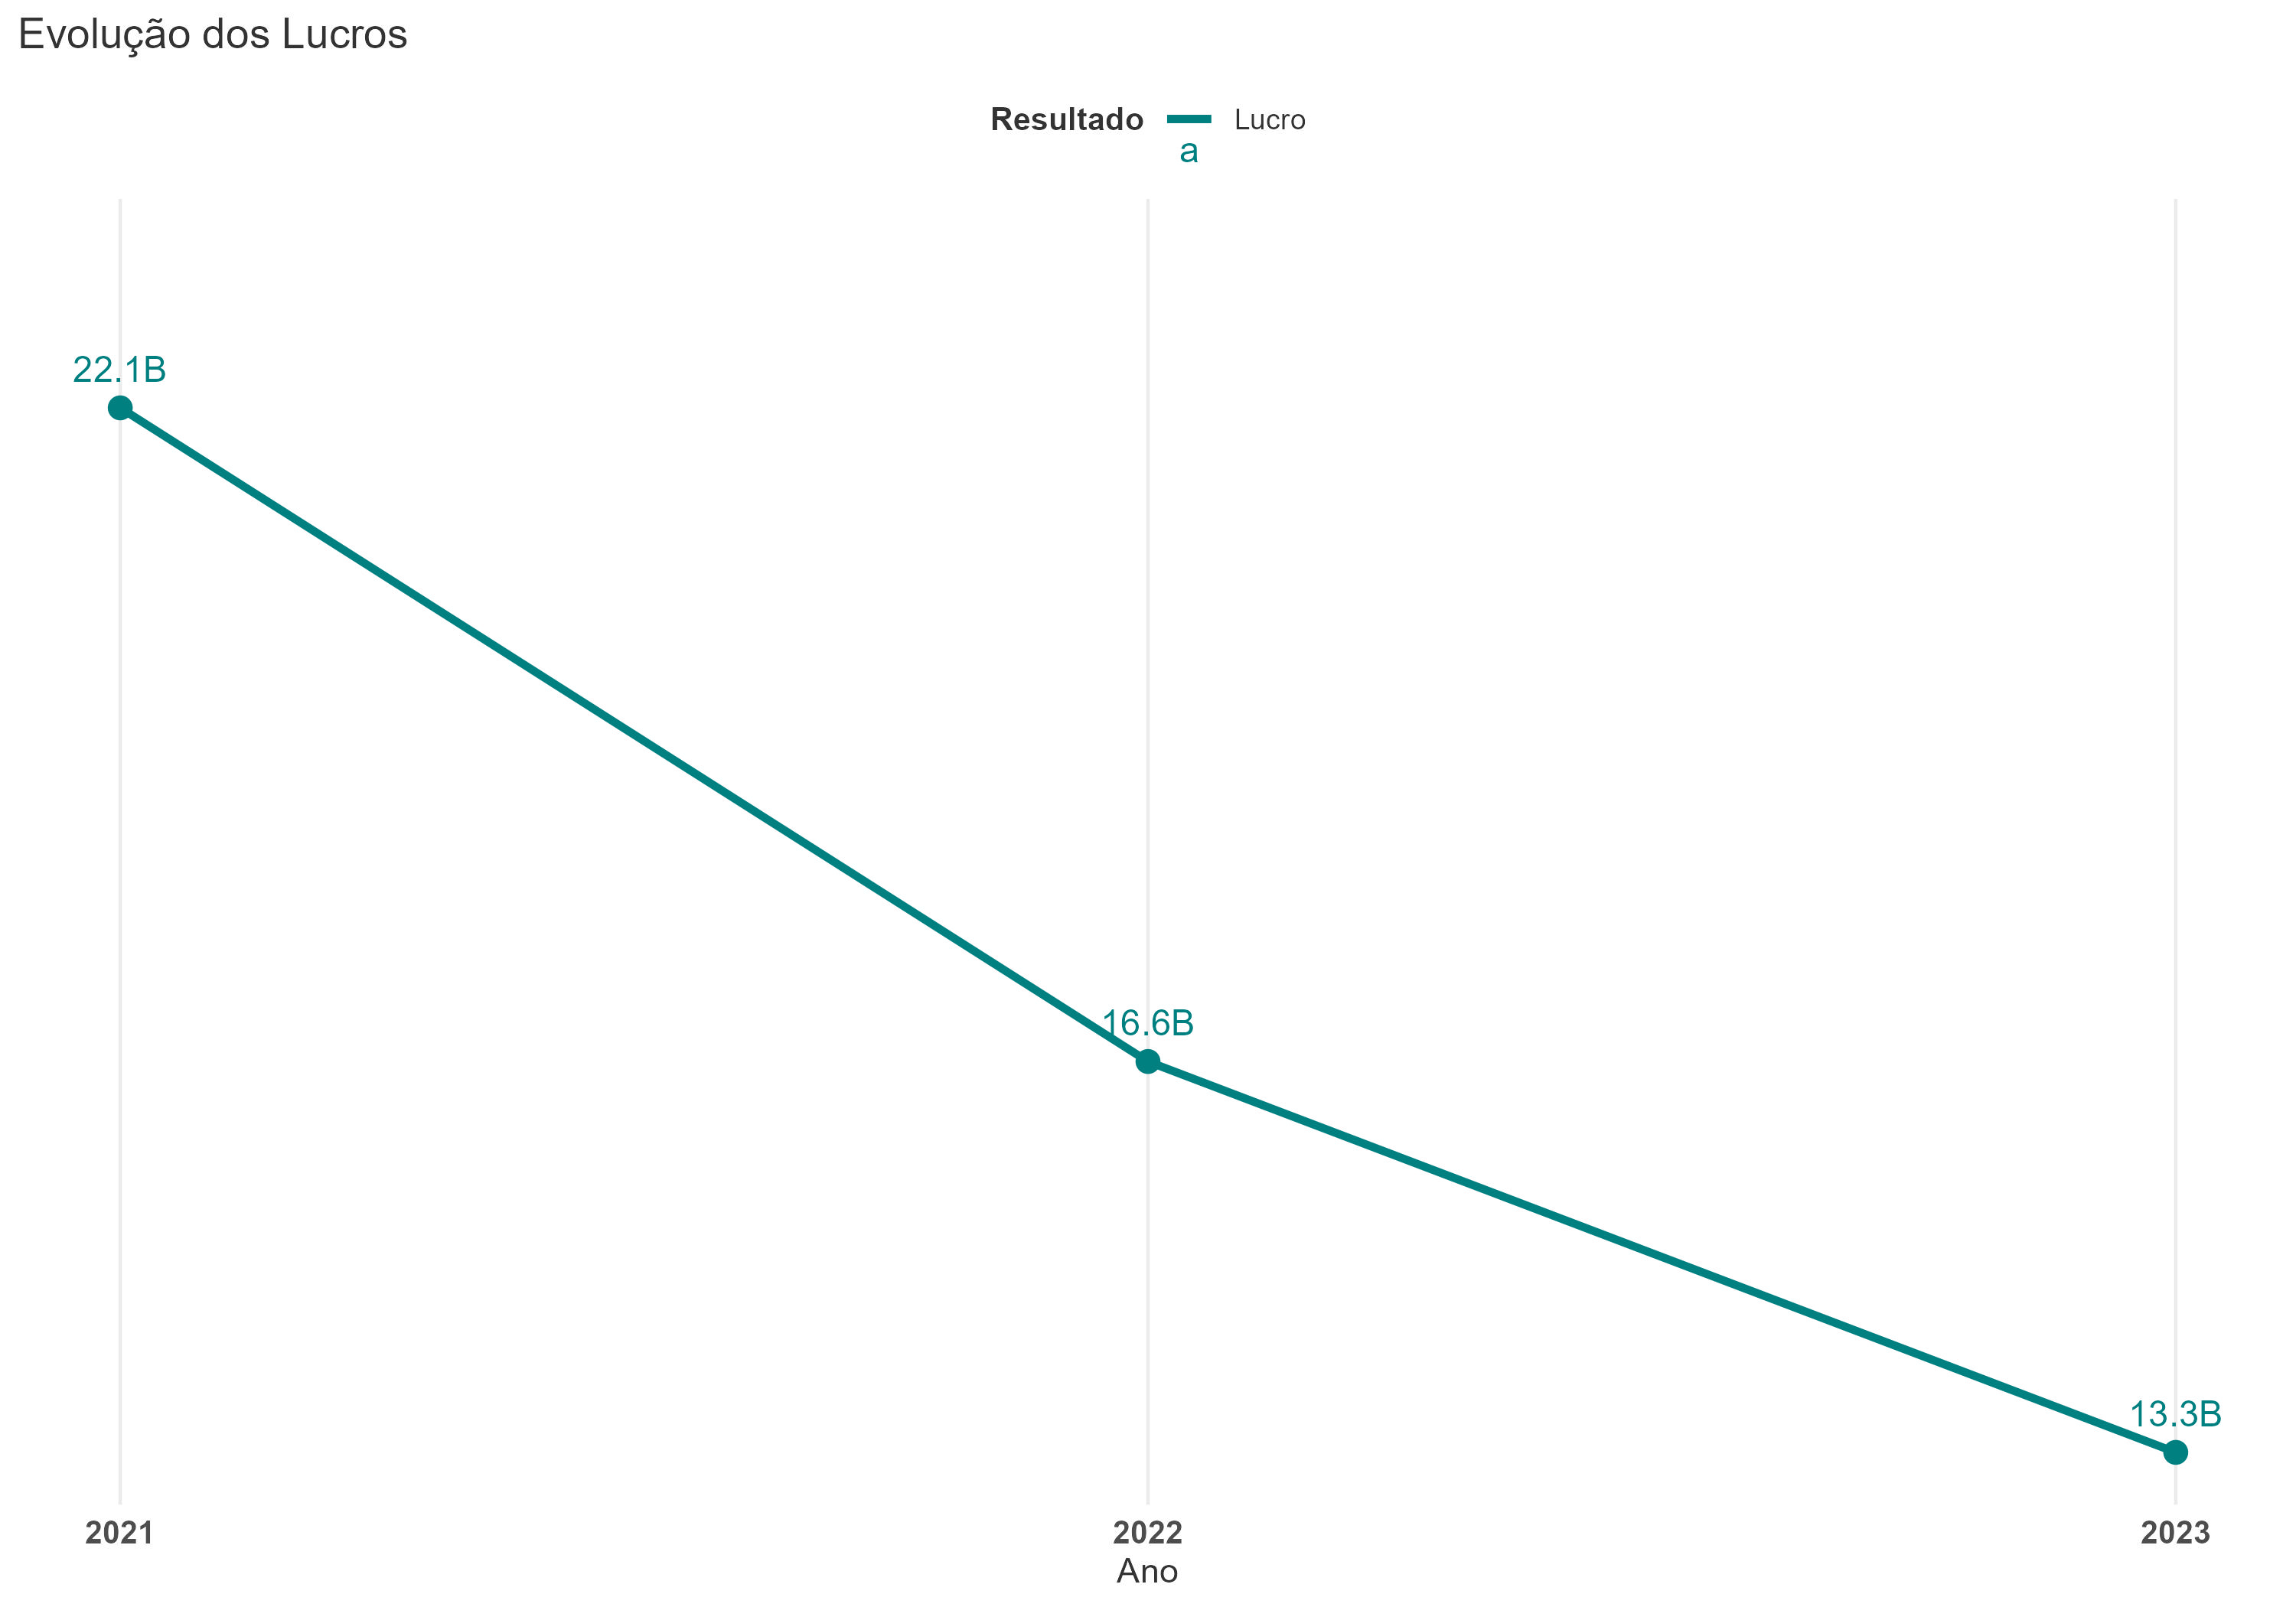 Evolução dos Lucros
Resultado Lucro
a
22.1B
16.6B
13.3B
2021 2022 2023
Ano